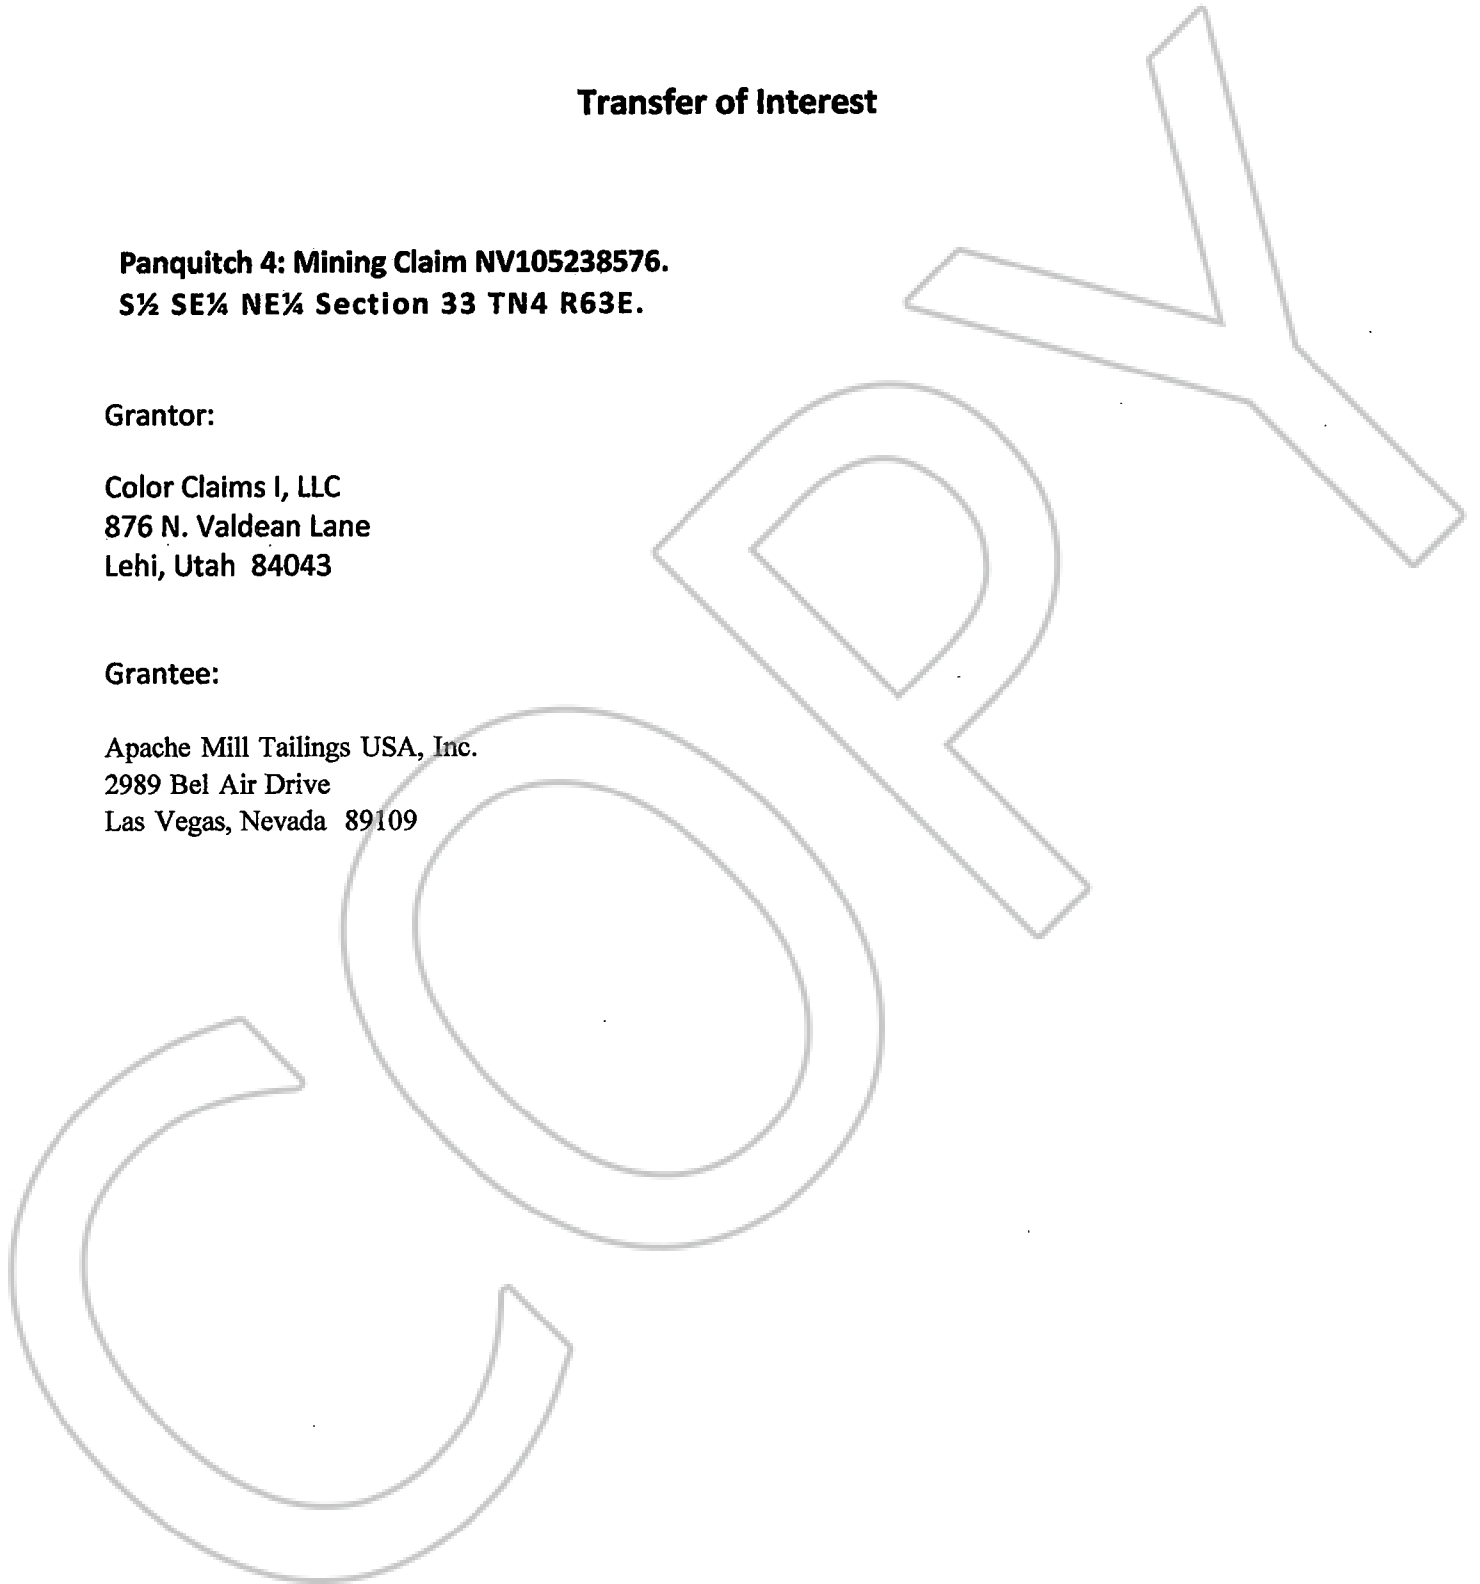 Transfer of Interest
Panquitch 4: Mining Claim NV105238576.
S½ SE¼ NE¼ Section 33 TN4 R63E.
Grantor:
Color Claims I, LLC
876 N. Valdean Lane
Lehi, Utah 84043
Grantee:
Apache Mill Tailings USA, Inc.
2989 Bel Air Drive
Las Vegas, Nevada 89109
COPY